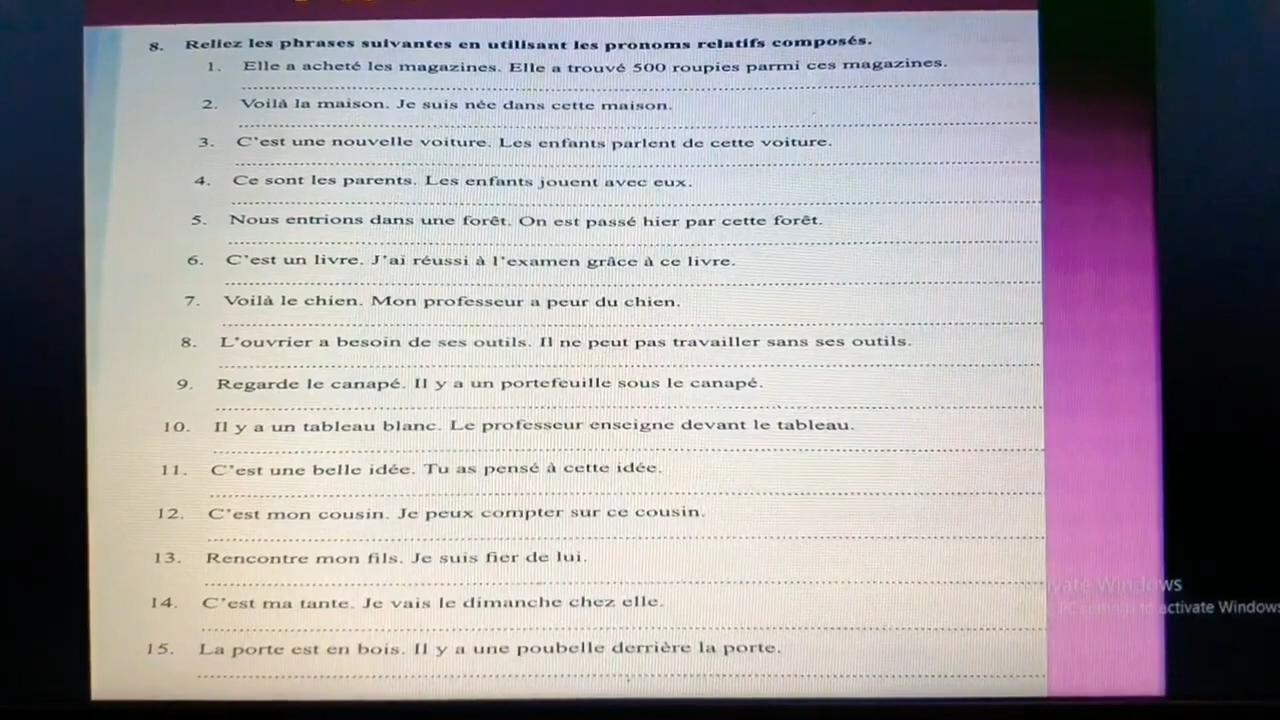 8. Reliez les phrases suivantes en utilisant les pronoms relatifs composés.
1. Elle a acheté les magazines. Elle a trouvé 500 roupies parmi ces magazines.
2. Voilà la maison. Je suis née dans cette maison.
3. C'est une nouvelle voiture. Les enfants parlent de cette voiture.
4. Ce sont les parents. Les enfants jouent avec eux.
5. Nous entrions dans une forêt. On est passé hier par cette forêt.
6. C'est un livre. J'ai réussi à l'examen grâce à ce livre.
7. Voilà le chien. Mon professeur a peur du chien.
8. L'ouvrier a besoin de ses outils. Il ne peut pas travailler sans ses outils.
9. Regarde le canapé. Il y a un portefeuille sous le canapé.
10. Il y a un tableau blanc. Le professeur enseigne devant le tableau.
11. C'est une belle idée. Tu as pensé à cette idée.
12. C'est mon cousin. Je peux compter sur ce cousin.
13. Rencontre mon fils. Je suis fier de lui.
14. C'est ma tante. Je vais le dimanche chez elle.
15. La porte est en bois. Il y a une poubelle derrière la porte.
Windows
activate Windows